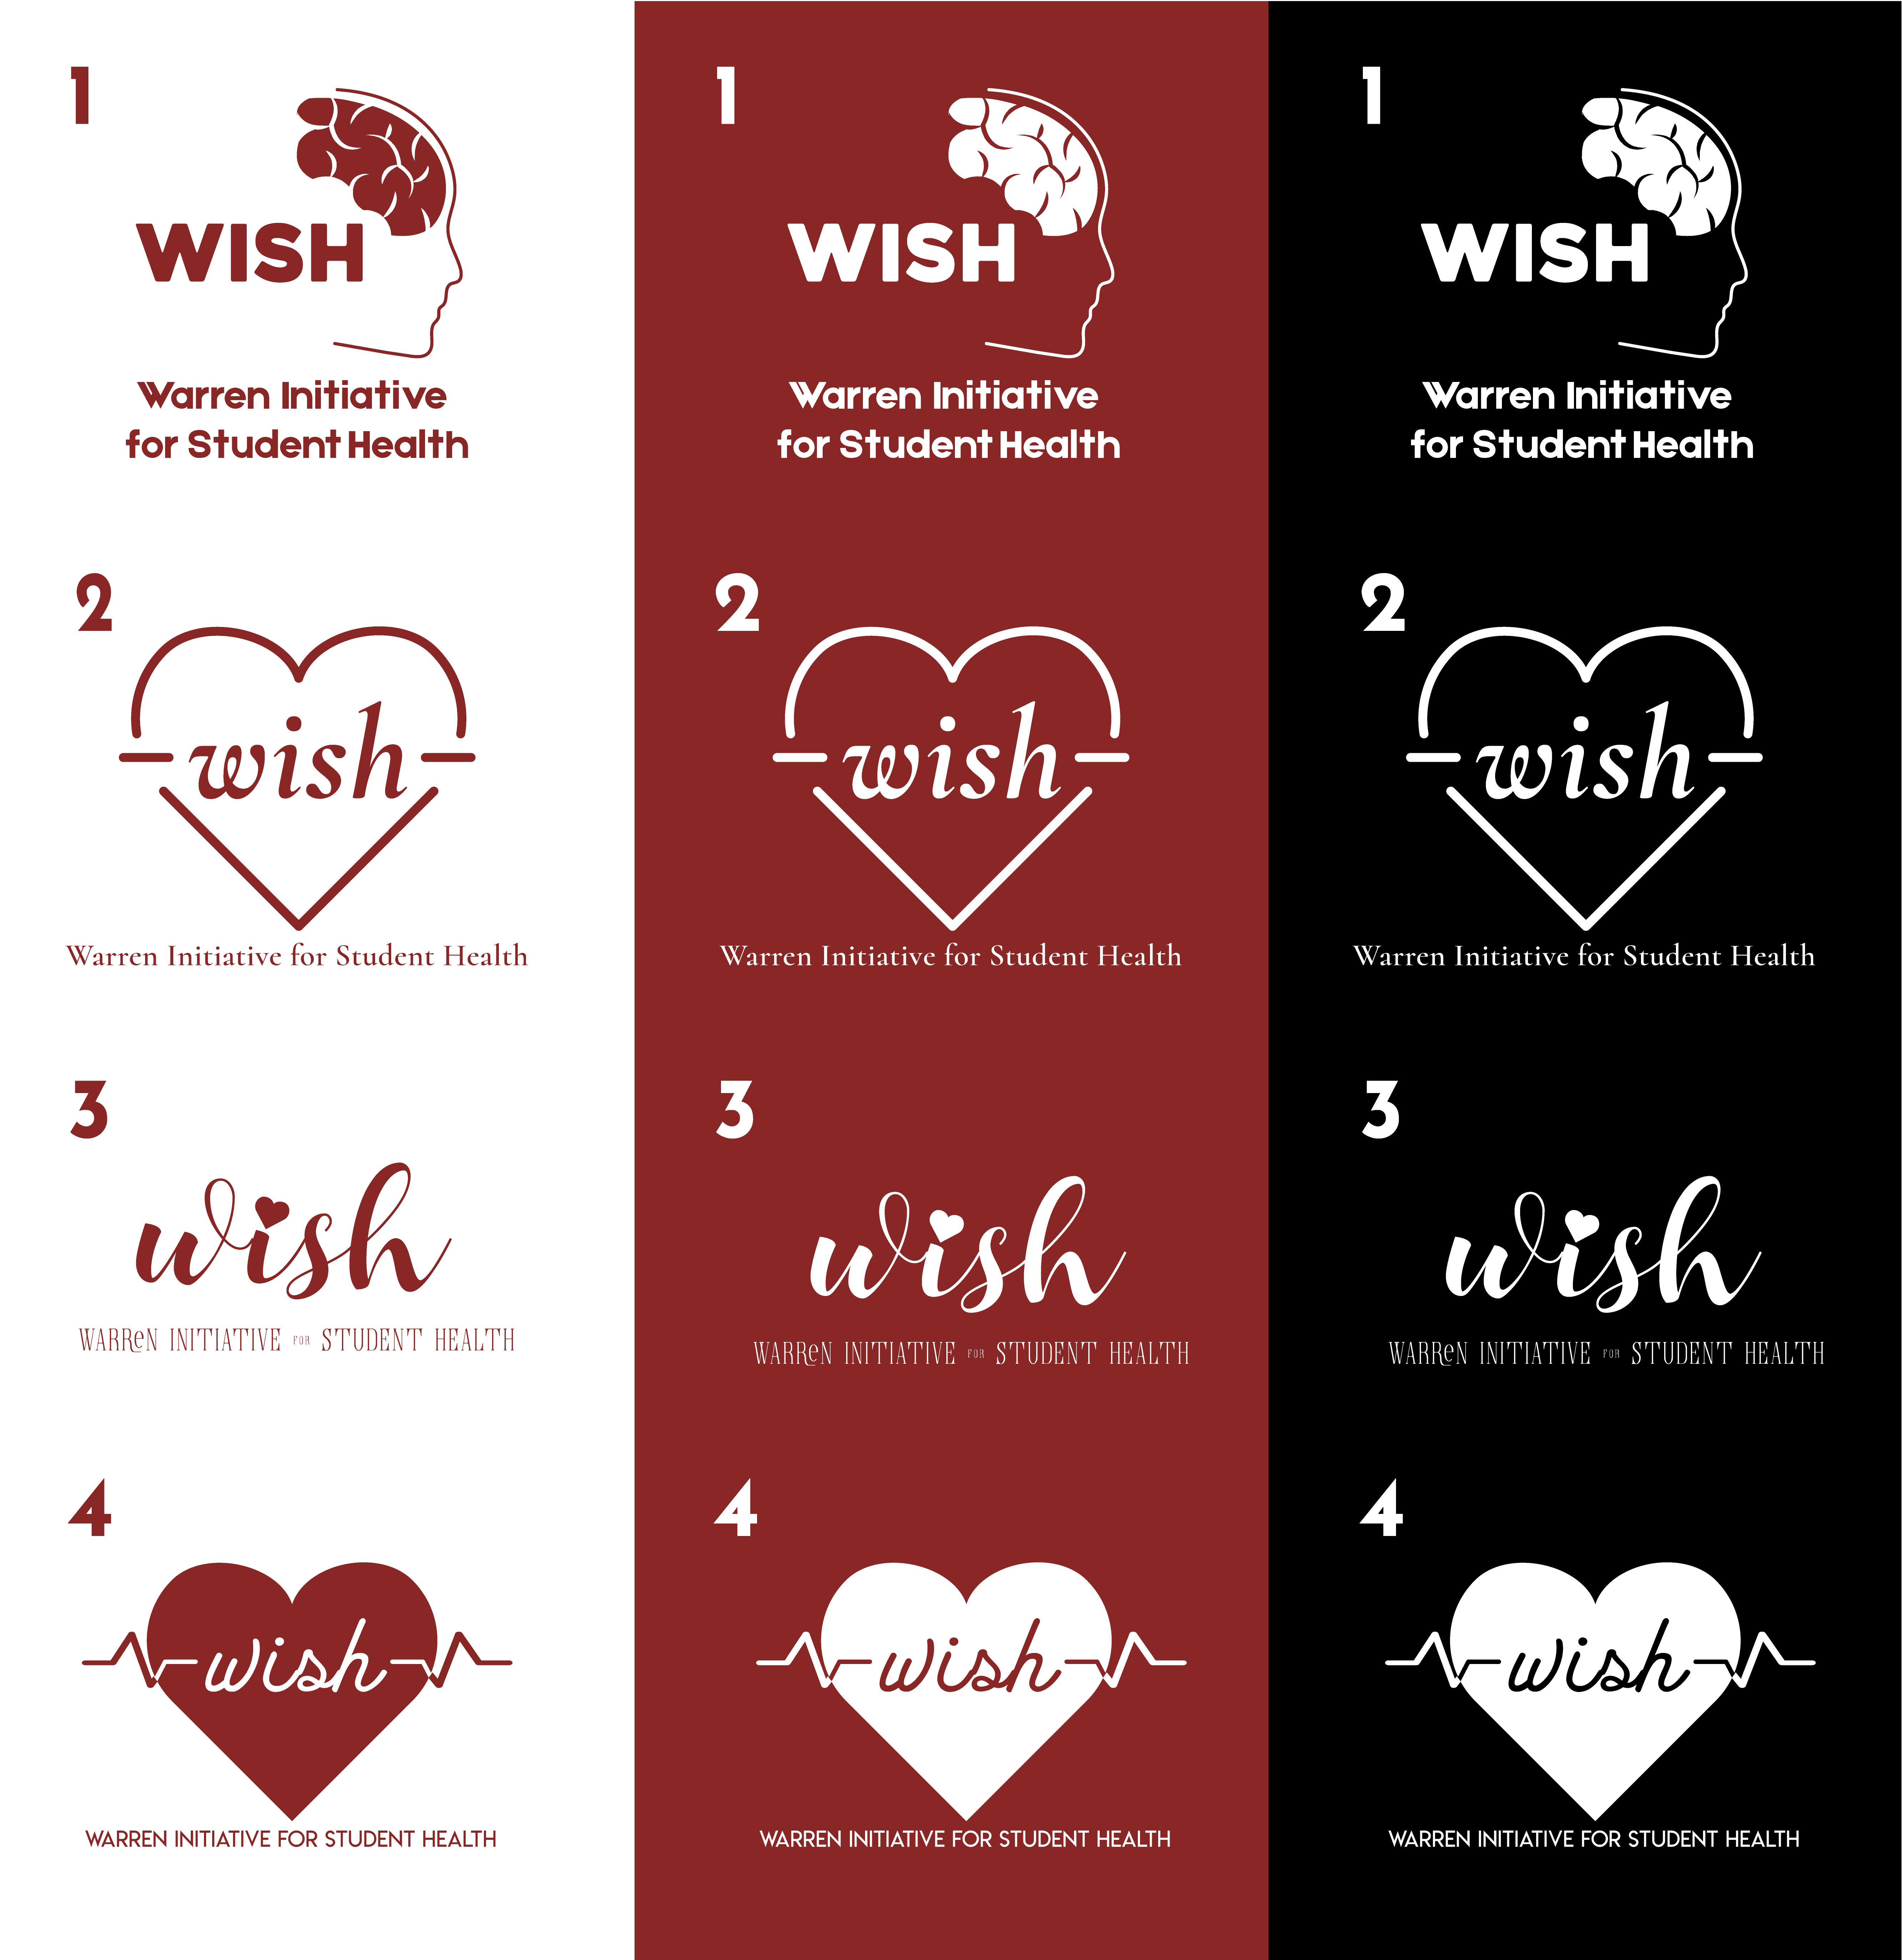 1
WISH
Warren Initiative
for Student Health
2
wish
Warren Initiative for Student Health
3
wish
WARReN INITIATIVE FOR STUDENT HEALTH
4
wish
WARREN INITIATIVE FOR STUDENT HEALTH
1
WISH
Warren Initiative
for Student Health
2
wish
Warren Initiative for Student Health
3
wish
WARReN INITIATIVE FOR STUDENT HEALTH
4
wish
WARREN INITIATIVE FOR STUDENT HEALTH
1
WISH
Warren Initiative
for Student Health
2
wish
Warren Initiative for Student Health
3
wish
WARReN INITIATIVE FOR STUDENT HEALTH
4
wish
WARREN INITIATIVE FOR STUDENT HEALTH